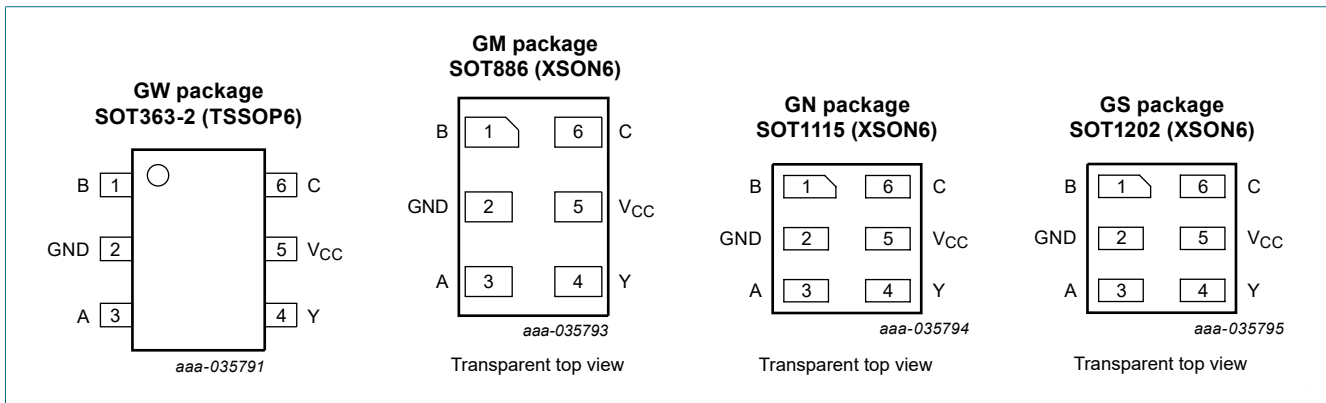 GW package
SOT363-2 (TSSOP6)
B 1 6 C
GND 2 5 VCC
A 3 4 Y
aaa-035791
GM package
SOT886 (XSON6)
B 1 6 C
GND 2 5 VCC
A 3 4 Y
aaa-035793
Transparent top view
GN package
SOT1115 (XSON6)
B 1 6 C
GND 2 5 VCC
A 3 4 Y
aaa-035794
Transparent top view
GS package
SOT1202 (XSON6)
B 1 6 C
GND 2 5 VCC
A 3 4 Y
aaa-035795
Transparent top view